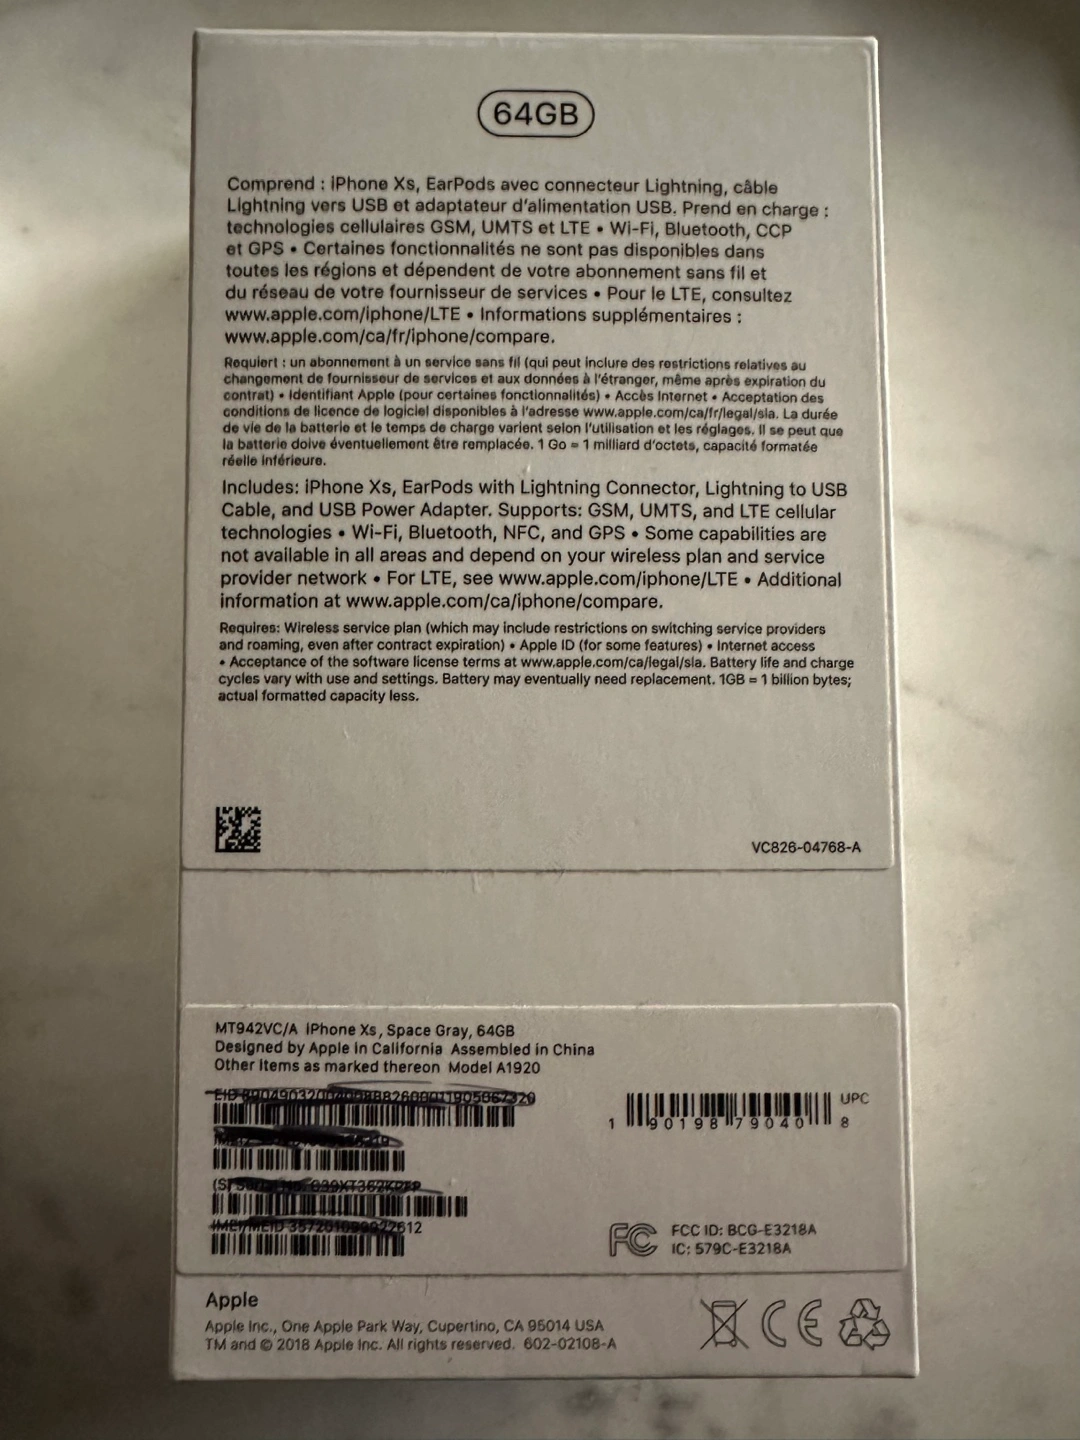 64GB
Comprend : iPhone Xs, EarPods avec connecteur Lightning, câble
Lightning vers USB et adaptateur d'alimentation USB. Prend en charge :
technologies cellulaires GSM, UMTS et LTE • Wi-Fi, Bluetooth, CCP
et GPS • Certaines fonctionnalités ne sont pas disponibles dans
toutes les régions et dépendent de votre abonnement sans fil et
du réseau de votre fournisseur de services • Pour le LTE, consultez
www.apple.com/iphone/LTE • Informations supplémentaires :
www.apple.com/ca/fr/iphone/compare.
Requiert : un abonnement à un service sans fil (qui peut inclure des restrictions relatives au
changement de fournisseur de services et aux données à l'étranger, même après expiration du
contrat) • Identifiant Apple (pour certaines fonctionnalités) • Accès Internet • Acceptation des
conditions de licence de logiciel disponibles à l'adresse www.apple.com/ca/fr/legal/sla. La durée
de vie de la batterie et le temps de charge varient selon l'utilisation et les réglages. Il se peut que
la batterie doive éventuellement être remplacée. 1 Go = 1 milliard d'octets, capacité formatée
réelle inférieure.
Includes: iPhone Xs, EarPods with Lightning Connector, Lightning to USB
Cable, and USB Power Adapter. Supports: GSM, UMTS, and LTE cellular
technologies • Wi-Fi, Bluetooth, NFC, and GPS • Some capabilities are
not available in all areas and depend on your wireless plan and service
provider network • For LTE, see www.apple.com/iphone/LTE • Additional
information at www.apple.com/ca/iphone/compare.
Requires: Wireless service plan (which may include restrictions on switching service providers
and roaming, even after contract expiration) • Apple ID (for some features) • Internet access
• Acceptance of the software license terms at www.apple.com/ca/legal/sla. Battery life and charge
cycles vary with use and settings. Battery may eventually need replacement. 1GB = 1 billion bytes;
actual formatted capacity less.
VC826-04768-A
MT942VC/A iPhone Xs, Space Gray, 64GB
Designed by Apple in California Assembled in China
Other Items as marked thereon Model A1920
EID
UPC
1 90198 79040 8
IMEI/MEID
FCC ID: BCG-E3218A
IC: 579C-E3218A
Apple
Apple Inc., One Apple Park Way, Cupertino, CA 95014 USA
TM and © 2018 Apple Inc. All rights reserved. 602-02108-A